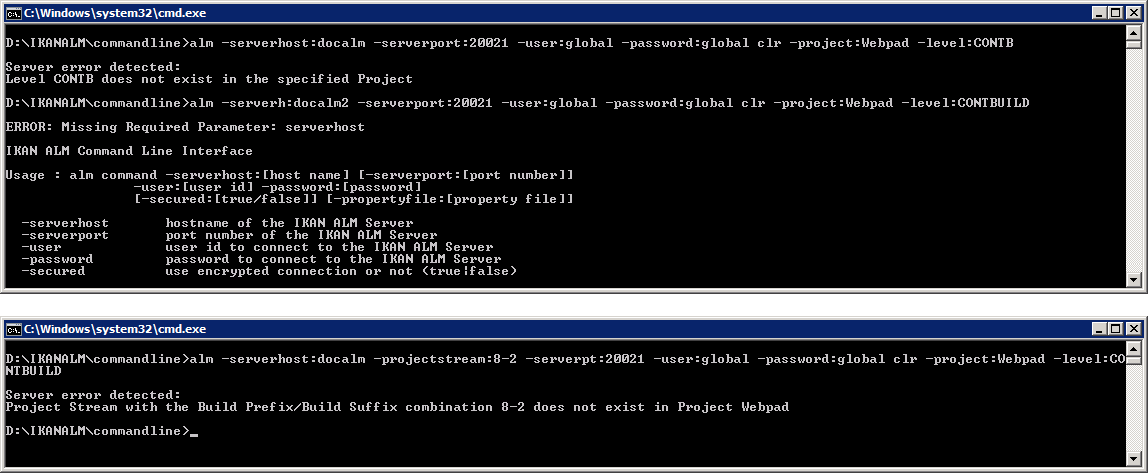 C:\Windows\system32\cmd.exe
D:\IKANALM\commandline>alm -serverhost:docalm -serverport:20021 -user:global -password:global clr -project:Webpad -level:CONTB
Server error detected:
Level CONTB does not exist in the specified Project
D:\IKANALM\commandline>alm -serverh:docalm2 -serverport:20021 -user:global -password:global clr -project:Webpad -level:CONTBUILD
ERROR: Missing Required Parameter: serverhost
IKAN ALM Command Line Interface
Usage : alm command -serverhost:[host name] [-serverport:[port number]]
-user:[user id] -password:[password]
[-secured:[true/false]] [-propertyfile:[property file]]
-serverhost hostname of the IKAN ALM Server
-serverport port number of the IKAN ALM Server
-user user id to connect to the IKAN ALM Server
-password password to connect to the IKAN ALM Server
-secured use encrypted connection or not (true|false)
C:\Windows\system32\cmd.exe
D:\IKANALM\commandline>alm -serverhost:docalm -projectstream:8-2 -serverpt:20021 -user:global -password:global clr -project:Webpad -level:CO
NTBUILD
Server error detected:
Project Stream with the Build Prefix/Build Suffix combination 8-2 does not exist in Project Webpad
D:\IKANALM\commandline>_